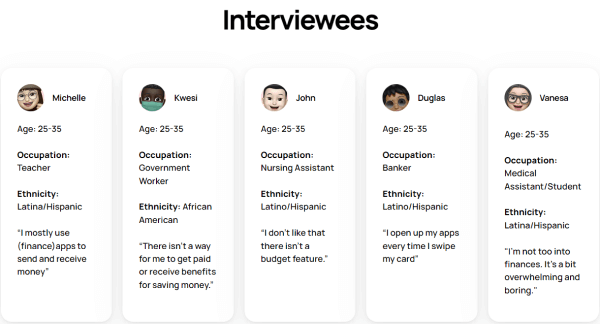 Interviewees
Michelle
Age: 25-35
Occupation:
Teacher
Ethnicity:
Latina/Hispanic
“I mostly use
(finance)apps to
send and receive
money”
Kwesi
Age: 25-35
Occupation:
Government
Worker
Ethnicity: African
American
“There isn’t a way
for me to get paid
or receive benefits
for saving money.”
John
Age: 25-35
Occupation:
Nursing Assistant
Ethnicity:
Latino/Hispanic
“I don’t like that
there isn’t a
budget feature.”
Duglas
Age: 25-35
Occupation:
Banker
Ethnicity:
Latino/Hispanic
“I open up my apps
every time I swipe
my card”
Vanesa
Age: 25-35
Occupation:
Medical
Assistant/Student
Ethnicity:
Latina/Hispanic
"I’m not too into
finances. It’s a bit
overwhelming and
boring."